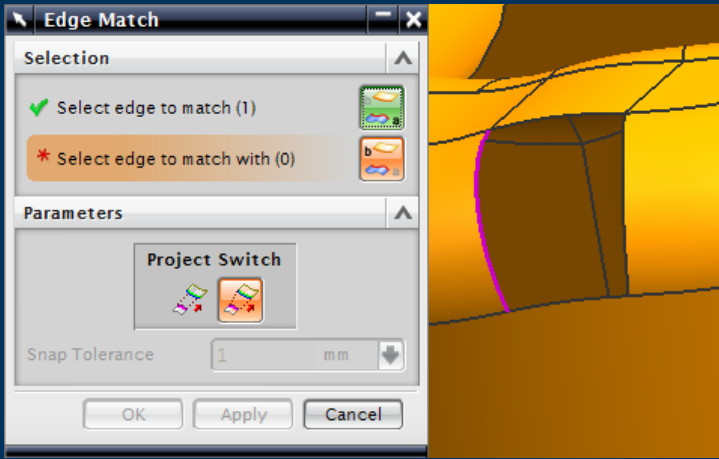 Edge Match
Selection
Select edge to match (1)
a
* Select edge to match with (0)
b
a
Parameters
Project Switch
Snap Tolerance 1 mm
OK Apply Cancel